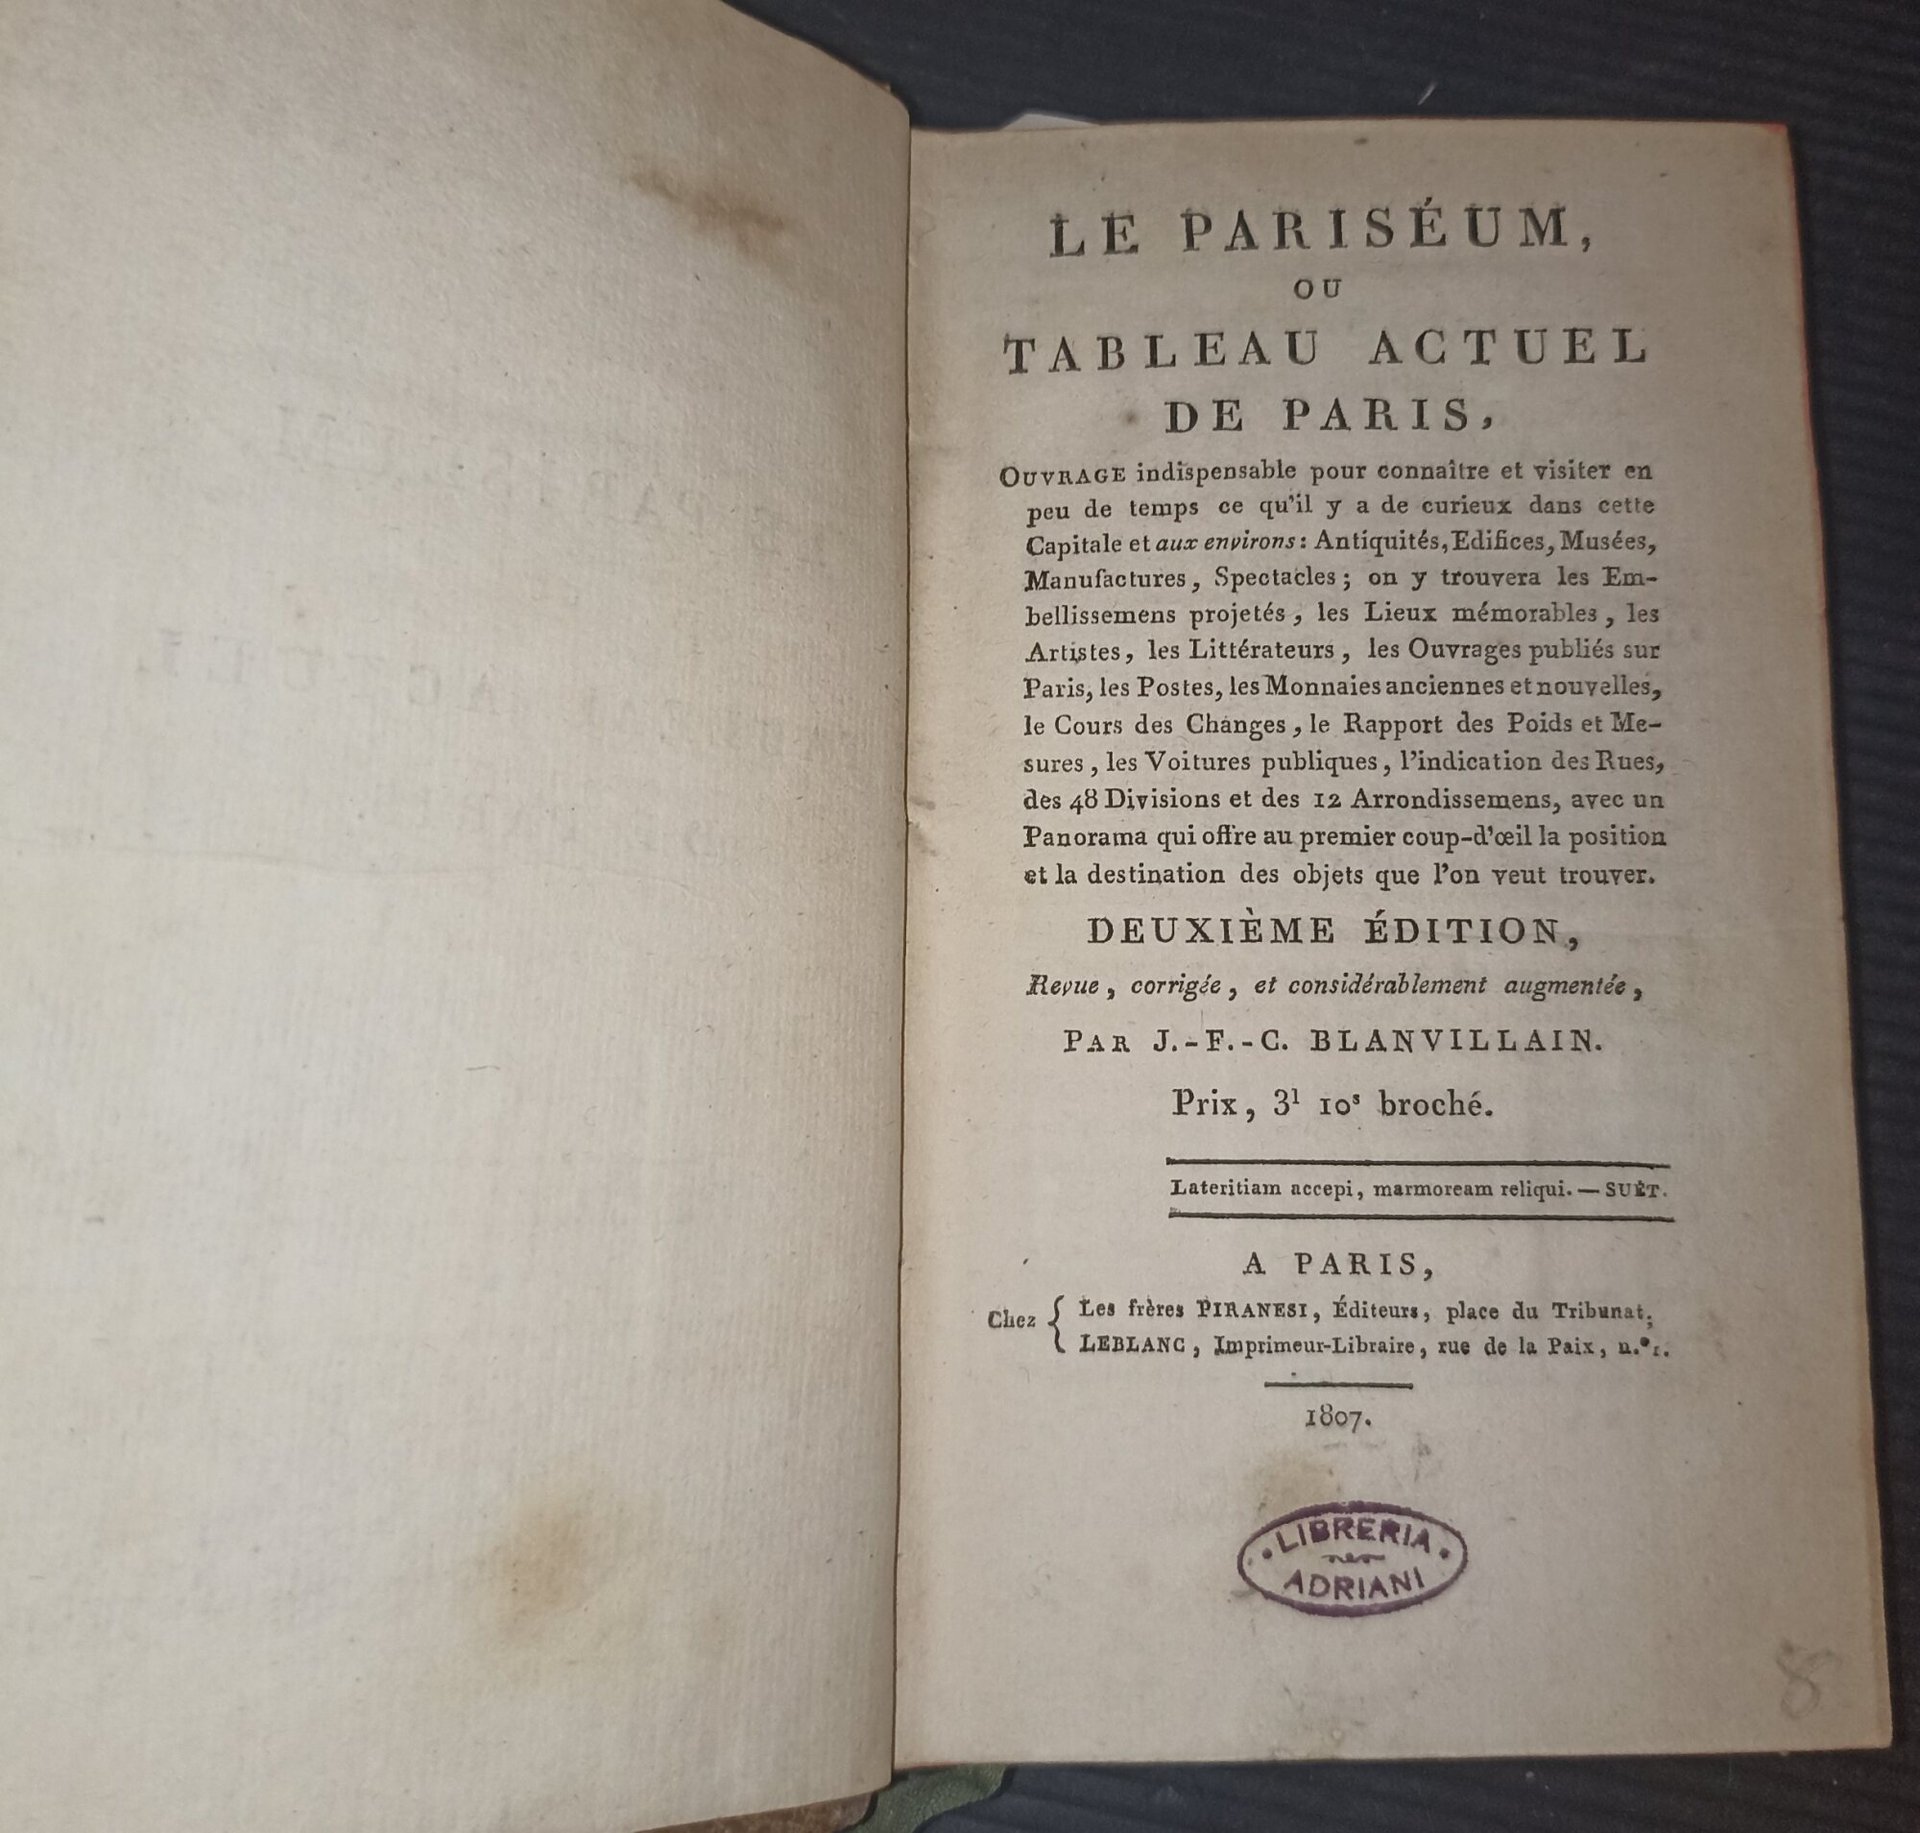 LE PARISÉUM,
OU
TABLEAU ACTUEL
DE PARIS,
OUVRAGE indispensable pour connaître et visiter en
peu de temps ce qu'il y a de curieux dans cette
Capitale et aux environs: Antiquités, Edifices, Musées,
Manufactures, Spectacles; on y trouvera les Em-
bellissemens projetés, les Lieux mémorables, les
Artistes, les Littérateurs, les Ouvrages publiés sur
Paris, les Postes, les Monnaies anciennes et nouvelles,
le Cours des Changes, le Rapport des Poids et Me-
sures, les Voitures publiques, l'indication des Rues,
des 48 Divisions et des 12 Arrondissemens, avec un
Panorama qui offre au premier coup-d'œil la position
et la destination des objets que l'on veut trouver.
DEUXIÈME ÉDITION,
Revue, corrigée, et considérablement augmentée,
PAR J.-F.-C. BLANVILLAIN.
Prix, 3l 10s broché.
Lateritiam accepi, marmoream reliqui. — SUÉT.
A PARIS,
Chez { Les frères PIRANESI, Éditeurs, place du Tribunat;
LEBLANC, Imprimeur-Libraire, rue de la Paix, n.º 1.
1807.
LIBRERIA
ADRIANI
8